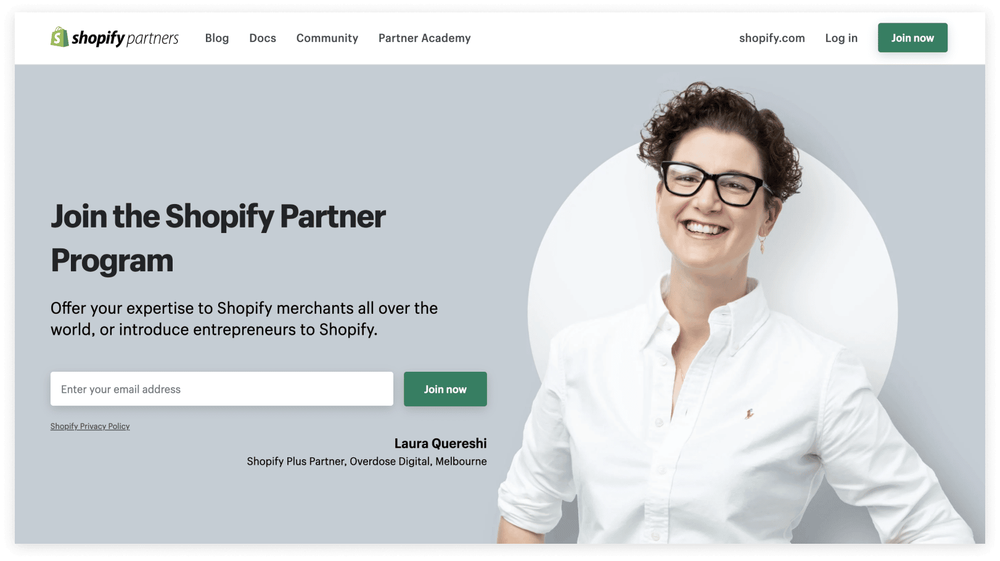 shopify partners
Blog
Docs
Community
Partner Academy
shopify.com
Log in
Join now
Join the Shopify Partner
Program
Offer your expertise to Shopify merchants all over the
world, or introduce entrepreneurs to Shopify.
Enter your email address
Join now
Shopify Privacy Policy
Laura Quereshi
Shopify Plus Partner, Overdose Digital, Melbourne